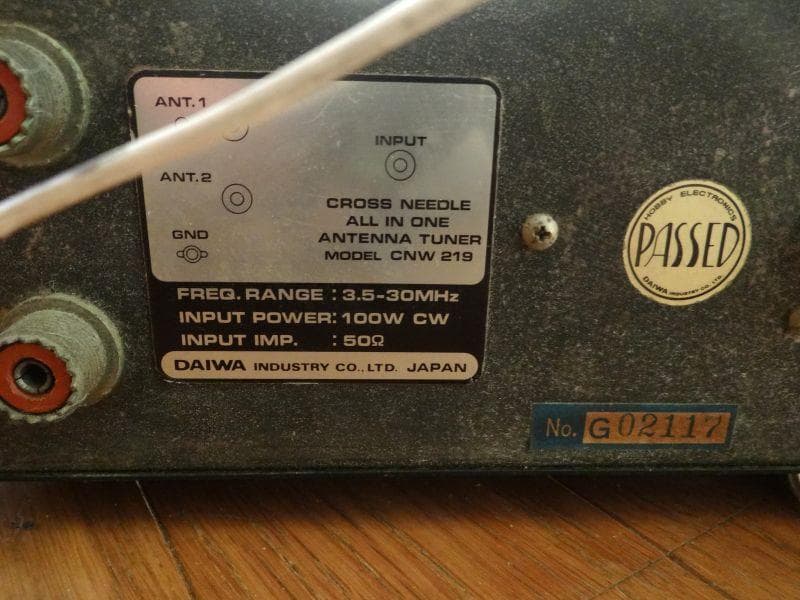 ANT.1
INPUT
ANT.2
CROSS NEEDLE
ALL IN ONE
ANTENNA TUNER
MODEL CNW 219
GND
FREQ. RANGE : 3.5-30MHz
INPUT POWER: 100W CW
INPUT IMP. : 50Ω
DAIWA INDUSTRY CO., LTD. JAPAN
HOBBY ELECTRONICS
PASSED
DAIWA INDUSTRY CO., LTD.
No. G 02117